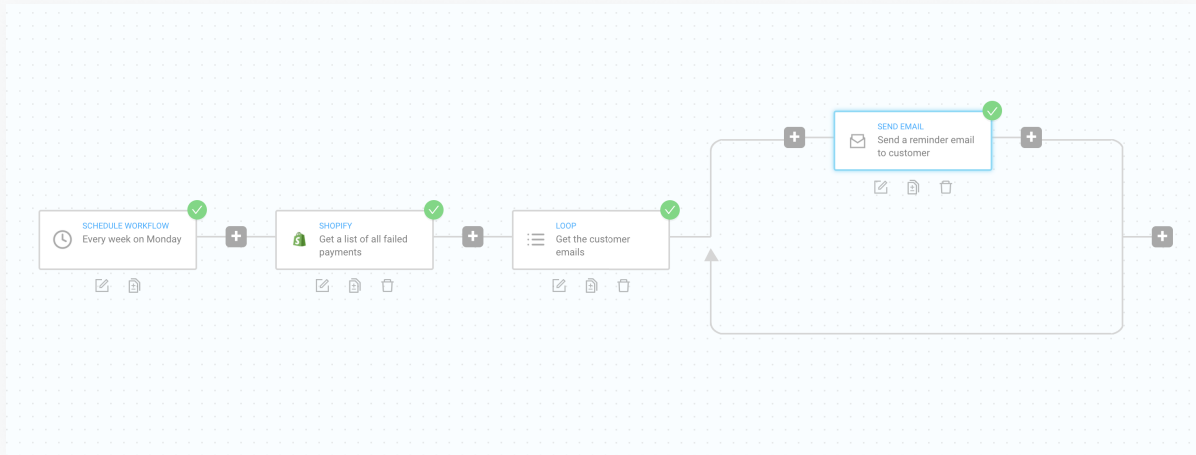 SCHEDULE WORKFLOW
Every week on Monday
SHOPIFY
Get a list of all failed
payments
LOOP
Get the customer
emails
SEND EMAIL
Send a reminder email
to customer